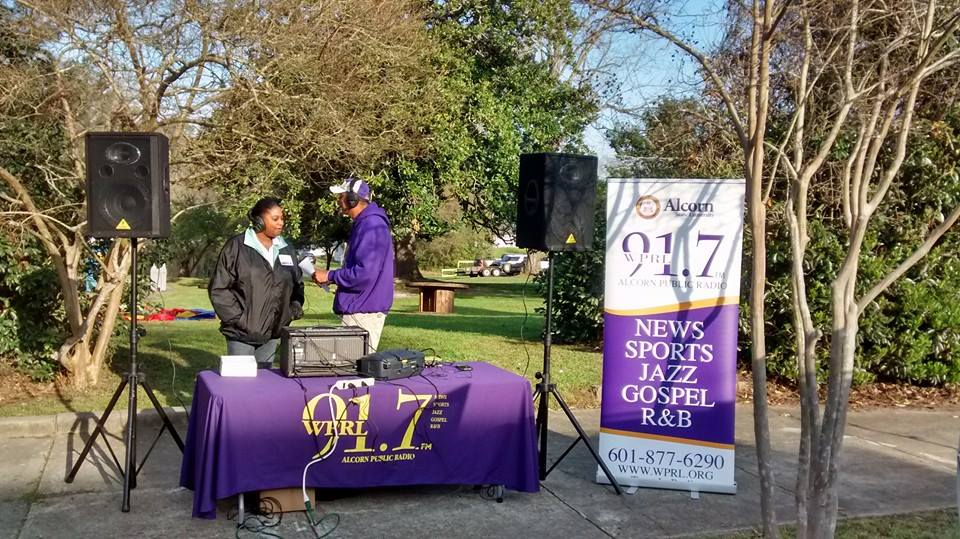 91.7
WPRL
FM
ALCORN PUBLIC RADIO
NEWS
SPORTS
JAZZ
GOSPEL
R&B
Alcorn
State University
91.7
WPRL
FM
ALCORN PUBLIC RADIO
NEWS
SPORTS
JAZZ
GOSPEL
R&B
601-877-6290
WWW.WPRL.ORG